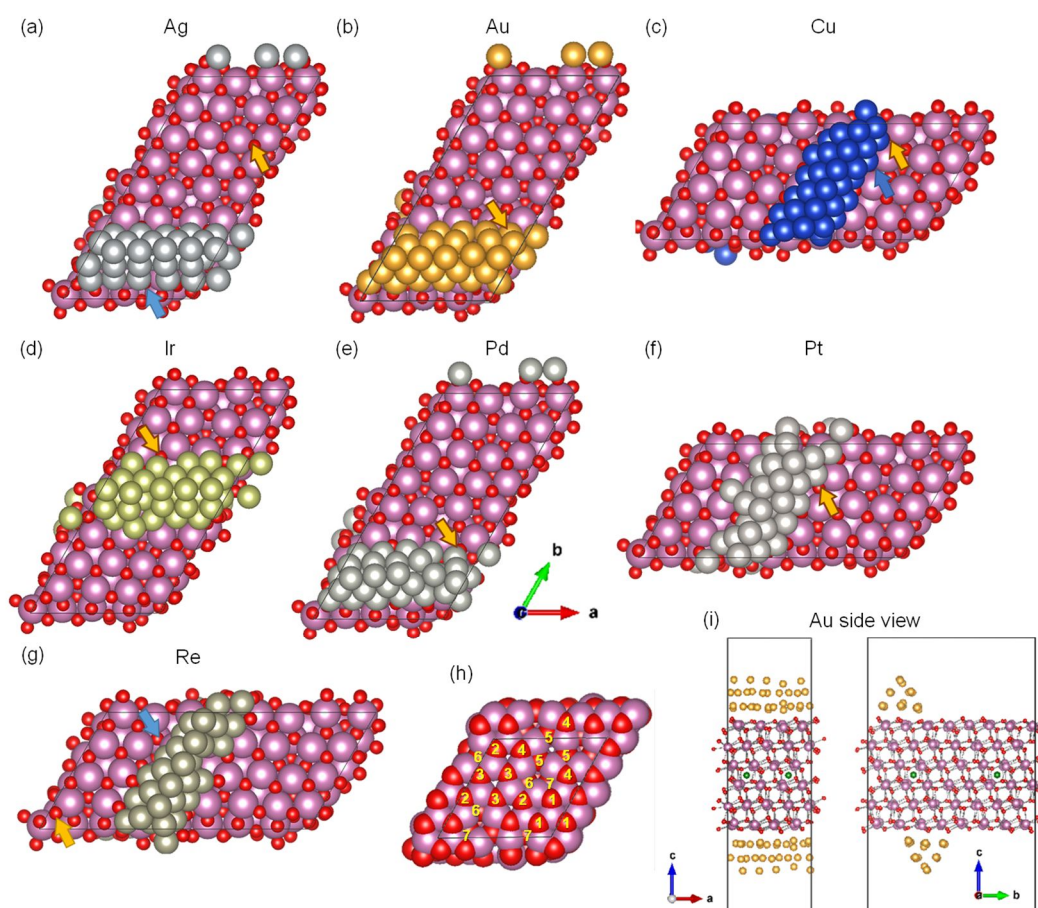 (a) Ag
(b) Au
(c) Cu
(d) Ir
(e) Pd
b
a
(f) Pt
(g) Re
(h)
4
5
2 4
6 5 5
3 3 4
6 7
2 3 2 1
6
1 1
7 7
(i) Au side view
c
a
c
a
b